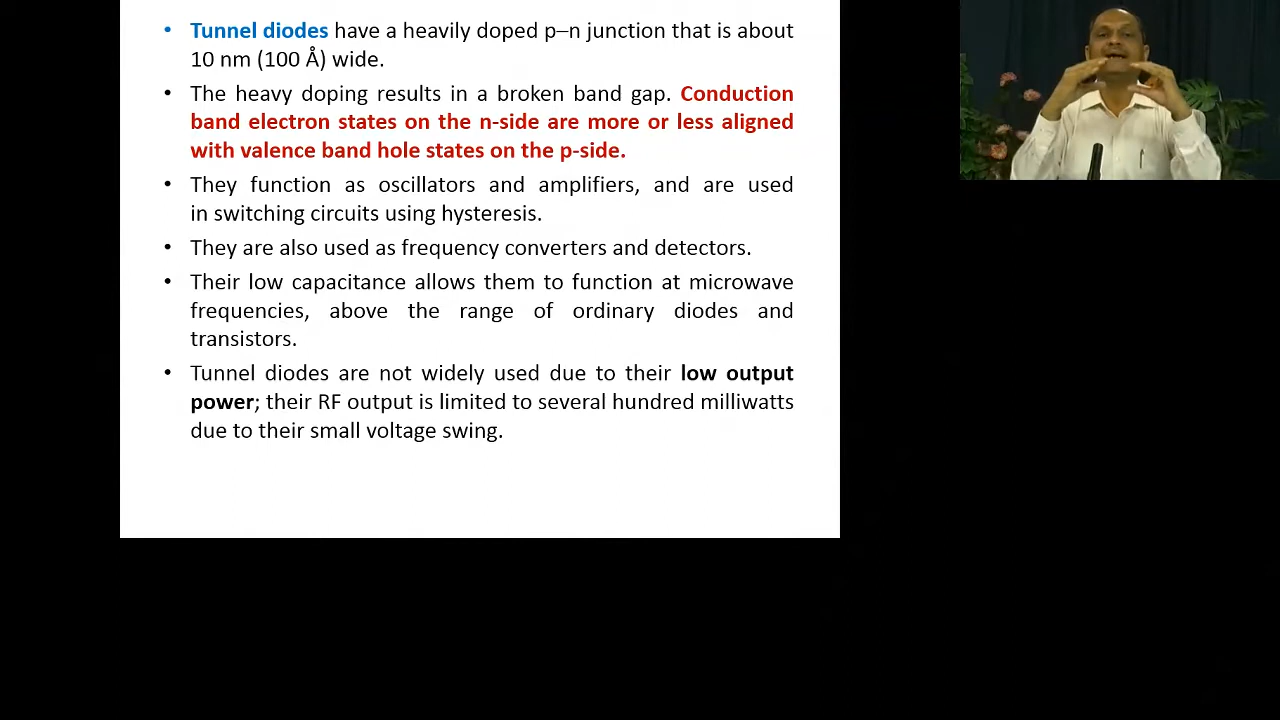 • Tunnel diodes have a heavily doped p–n junction that is about
10 nm (100 Å) wide.
• The heavy doping results in a broken band gap. Conduction
band electron states on the n-side are more or less aligned
with valence band hole states on the p-side.
• They function as oscillators and amplifiers, and are used
in switching circuits using hysteresis.
• They are also used as frequency converters and detectors.
• Their low capacitance allows them to function at microwave
frequencies, above the range of ordinary diodes and
transistors.
• Tunnel diodes are not widely used due to their low output
power; their RF output is limited to several hundred milliwatts
due to their small voltage swing.